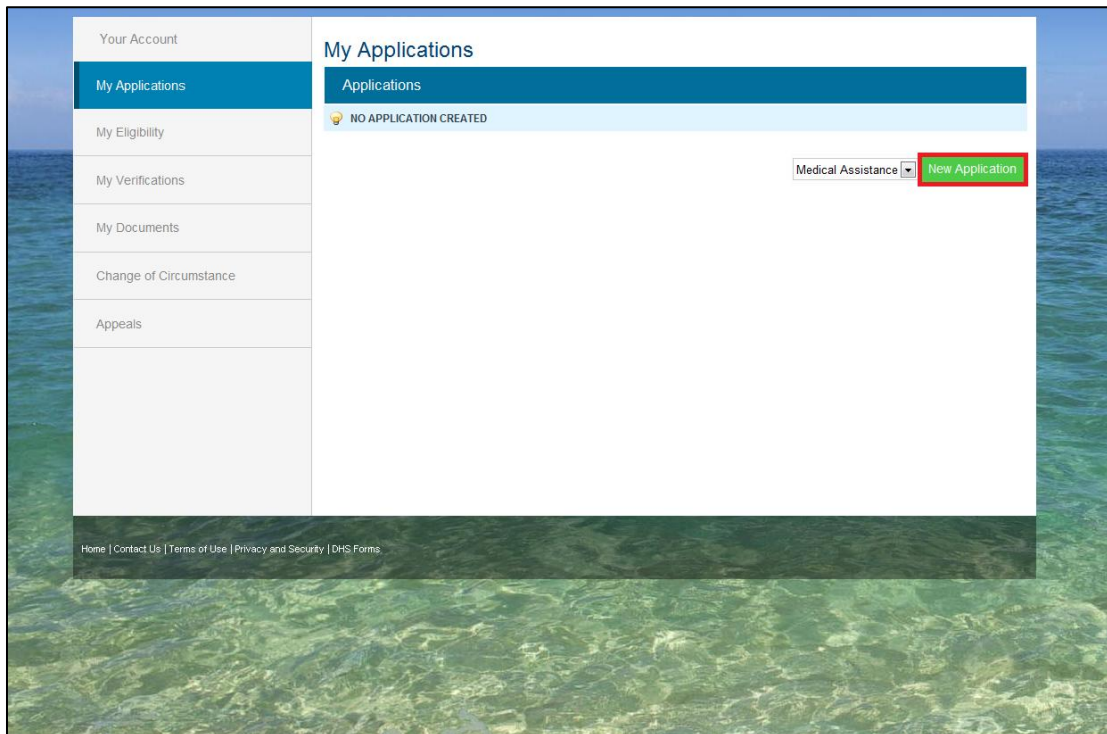 Your Account
My Applications
My Eligibility
My Verifications
My Documents
Change of Circumstance
Appeals
My Applications
Applications
NO APPLICATION CREATED
Medical Assistance New Application
Home | Contact Us | Terms of Use | Privacy and Security | DHS Forms